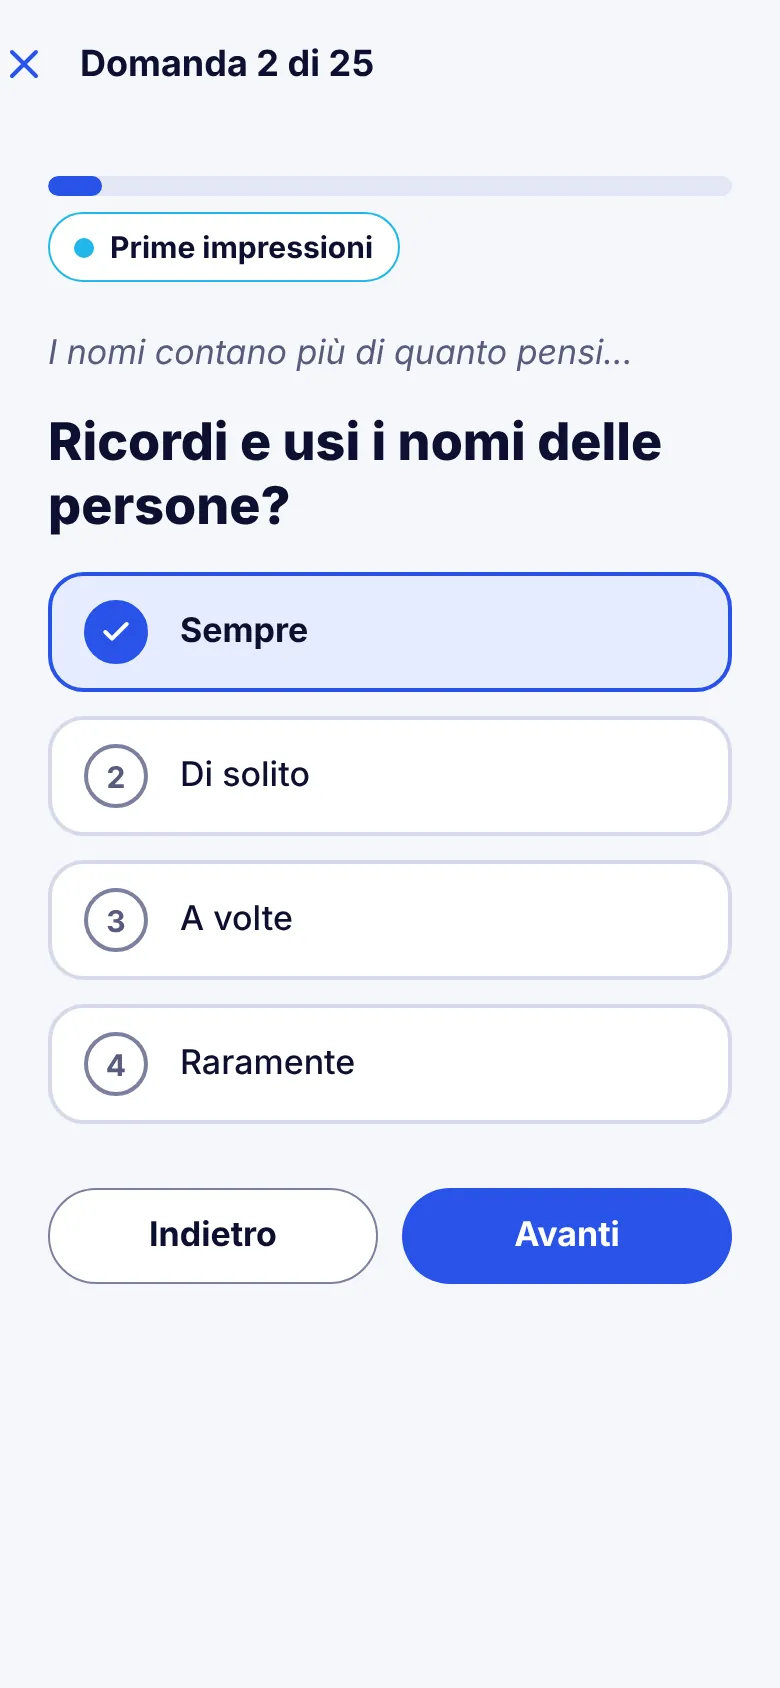 Domanda 2 di 25
Prime impressioni
I nomi contano più di quanto pensi...
Ricordi e usi i nomi delle
persone?
Sempre
2 Di solito
3 A volte
4 Raramente
Indietro Avanti